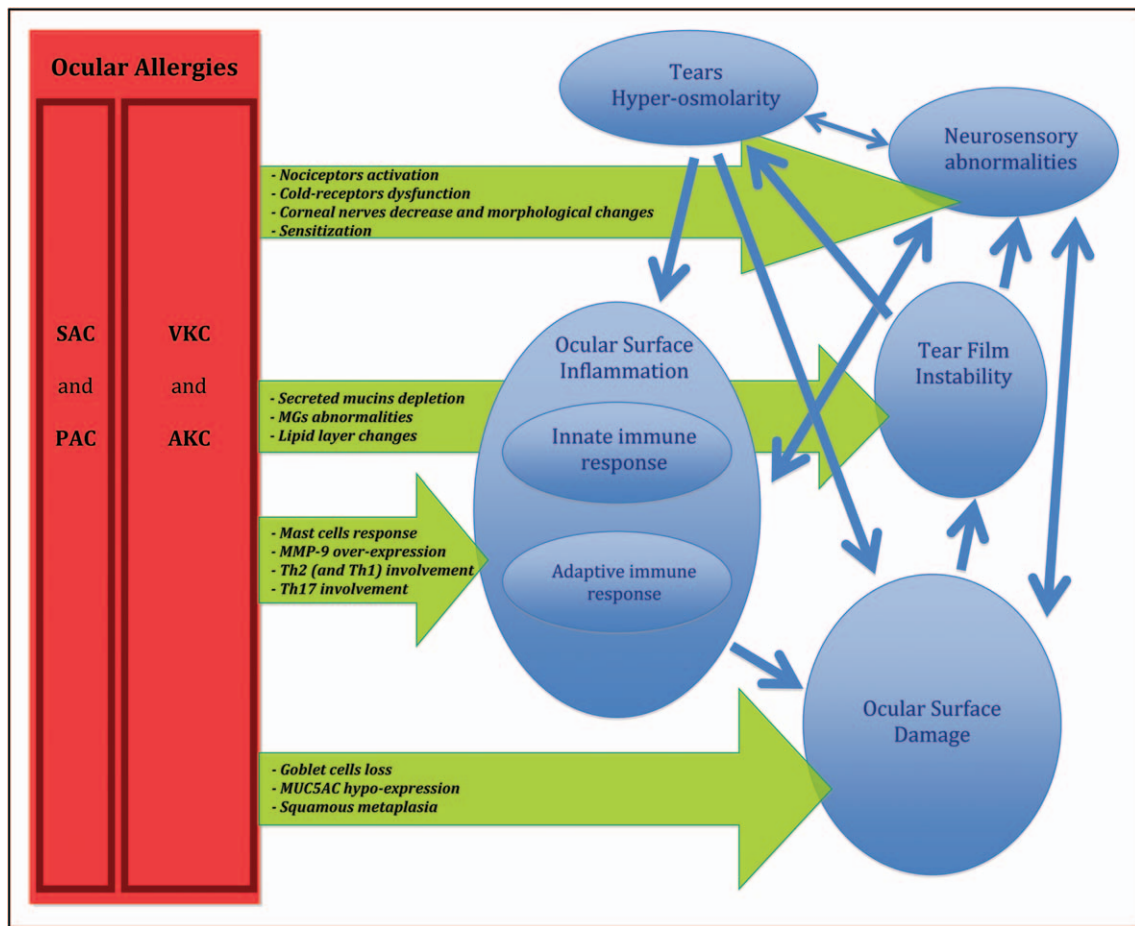 Ocular Allergies
SAC
and
PAC
VKC
and
AKC
Tears
Hyper-osmolarity
Neurosensory
abnormalities
- Nociceptors activation
- Cold-receptors dysfunction
- Corneal nerves decrease and morphological changes
- Sensitization
Ocular Surface
Inflammation
Innate immune
response
Adaptive immune
response
Tear Film
Instability
- Secreted mucins depletion
- MGs abnormalities
- Lipid layer changes
- Mast cells response
- MMP-9 over-expression
- Th2 (and Th1) involvement
- Th17 involvement
Ocular Surface
Damage
- Goblet cells loss
- MUC5AC hypo-expression
- Squamous metaplasia